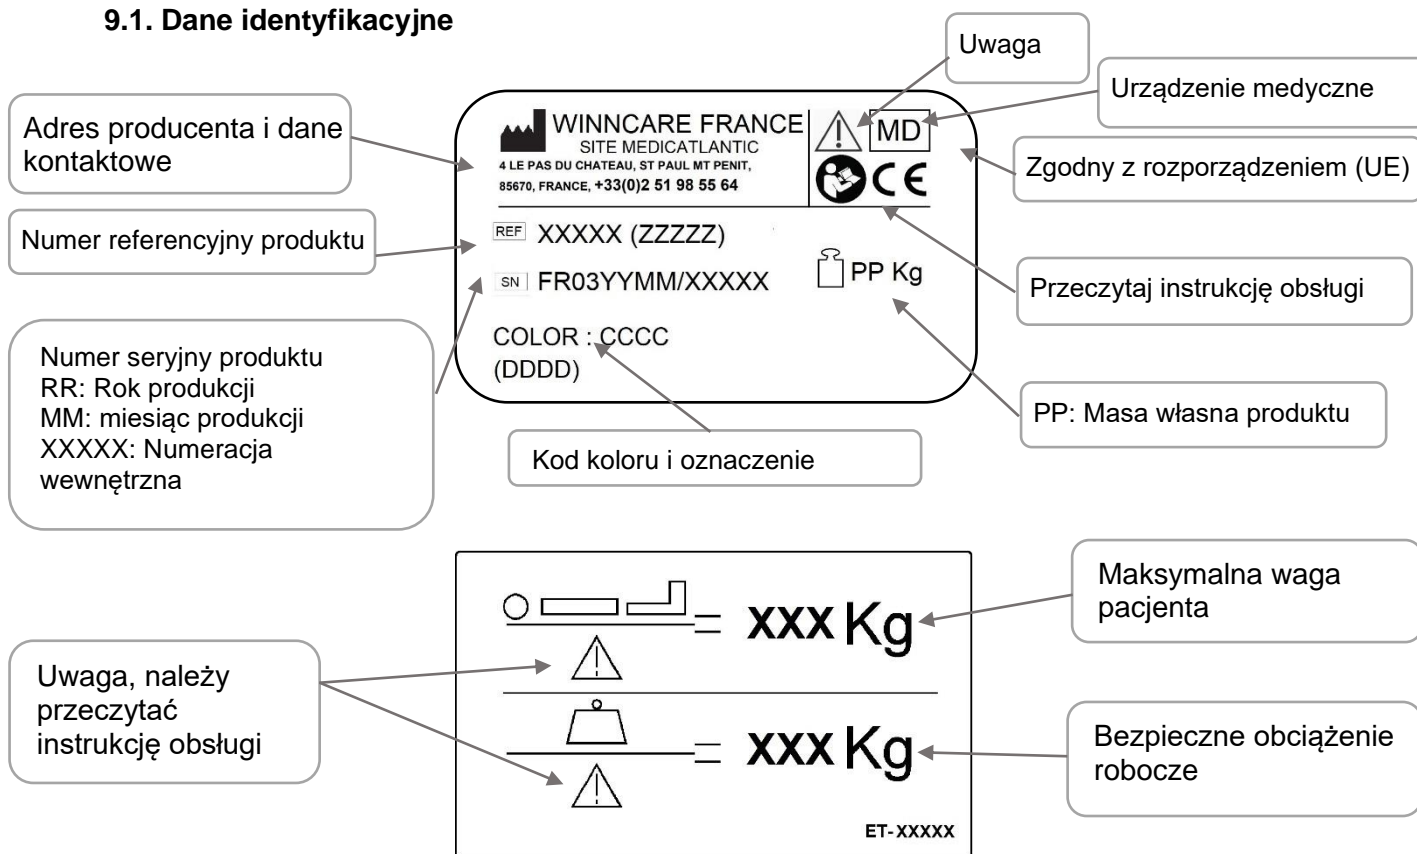 9.1. Dane identyfikacyjne
Uwaga
Urządzenie medyczne
Adres producenta i dane
kontaktowe
WINNCARE FRANCE
SITE MEDICATLANTIC
4 LE PAS DU CHATEAU, ST PAUL MT PENIT,
85670, FRANCE, +33(0)2 51 98 55 64
MD
CE
Zgodny z rozporządzeniem (UE)
Numer referencyjny produktu
REF XXXXX (ZZZZZ)
SN FR03YYMM/XXXXX
PP Kg
COLOR : CCCC
(DDDD)
Przeczytaj instrukcję obsługi
Numer seryjny produktu
RR: Rok produkcji
MM: miesiąc produkcji
XXXXX: Numeracja
wewnętrzna
PP: Masa własna produktu
Kod koloru i oznaczenie
= XXX Kg
Maksymalna waga
pacjenta
Uwaga, należy
przeczytać
instrukcję obsługi
= XXX Kg
Bezpieczne obciążenie
robocze
ET-XXXXX